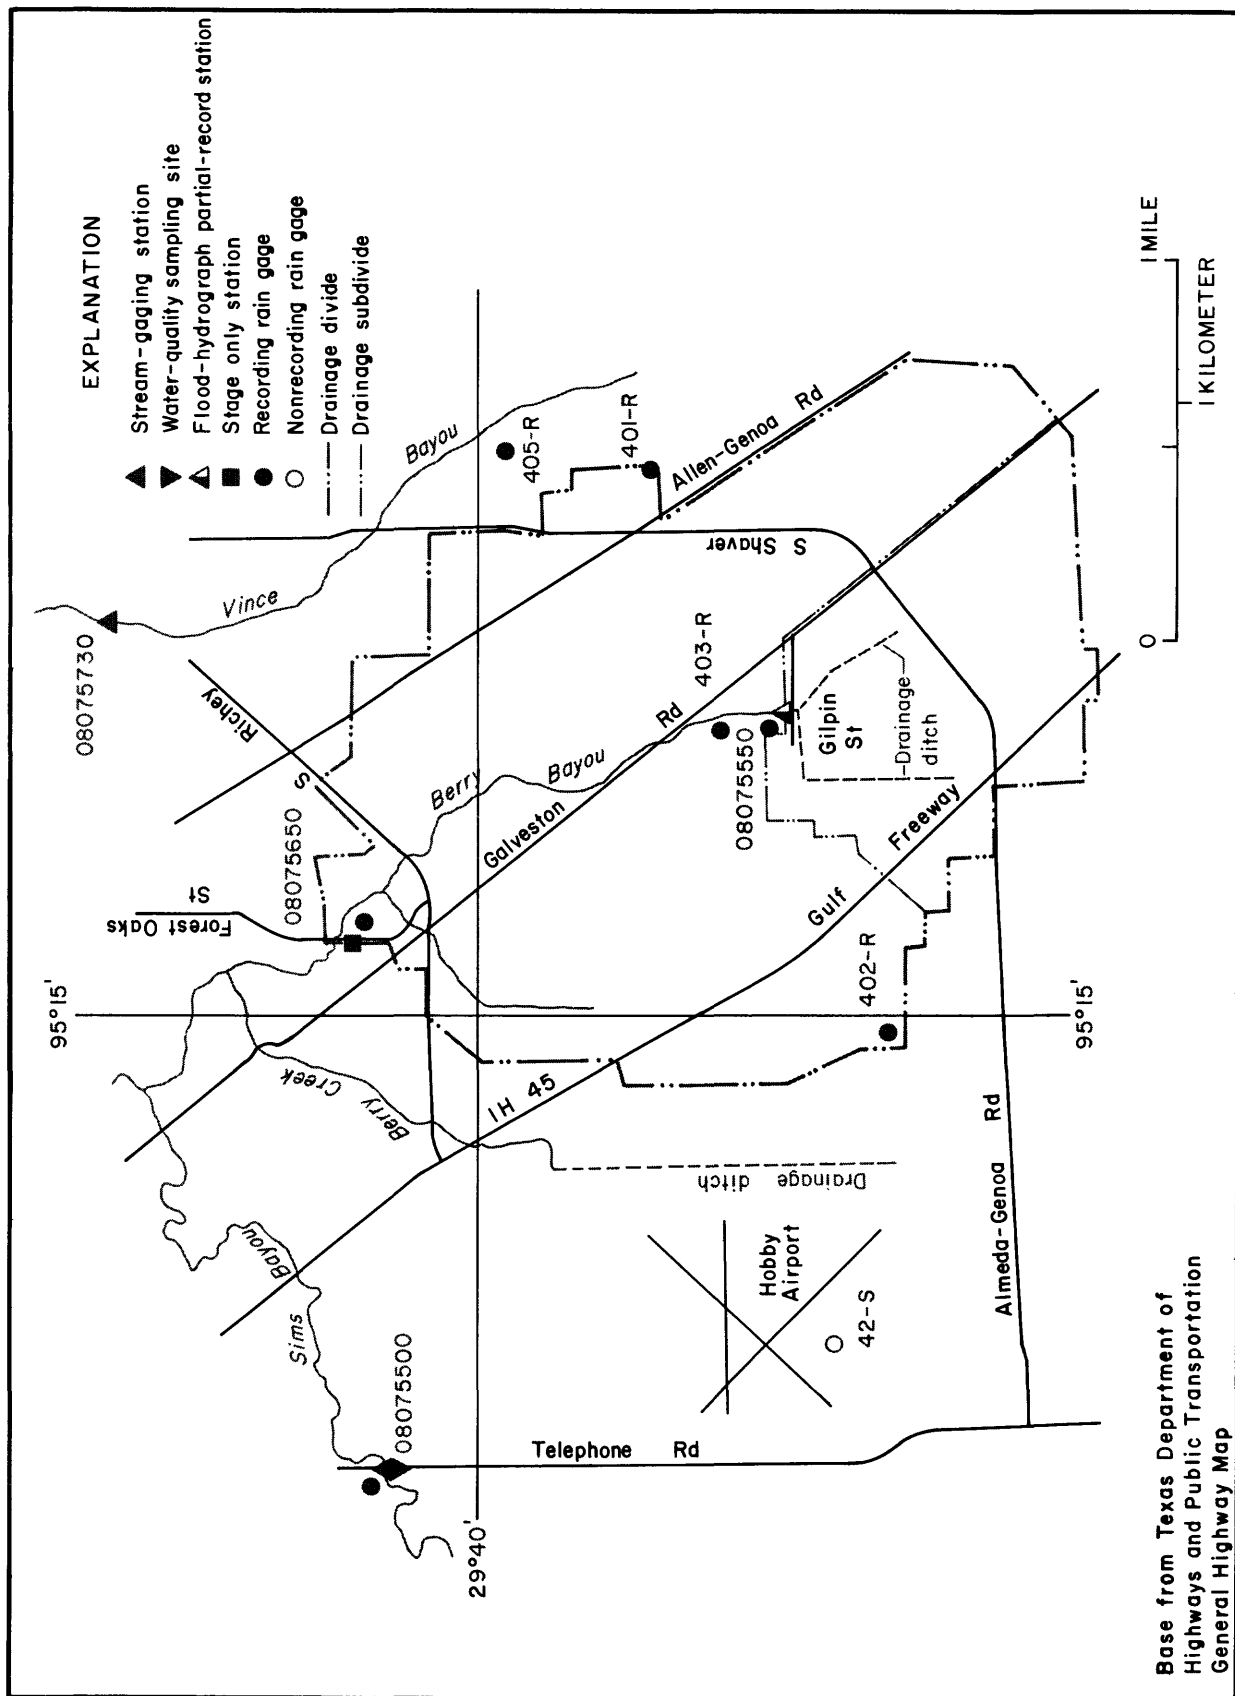 EXPLANATION
Stream-gaging station
Water-quality sampling site
Flood-hydrograph partial-record station
Stage only station
Recording rain gage
Nonrecording rain gage
Drainage divide
Drainage subdivide
08075730
Vince
Bayou
405-R
401-R
Allen-Genoa Rd
S Shaver
S Richey
Forest Oaks
St
08075650
95°15'
Berry
Bayou
Galveston Rd
403-R
08075550
Gilpin
St
Drainage
ditch
Gulf Freeway
402-R
95°15'
Berry Creek
IH 45
Drainage ditch
Sims
Bayou
08075500
Hobby
Airport
42-S
Almeda-Genoa Rd
Telephone Rd
29°40'
0
1 MILE
1 KILOMETER
Base from Texas Department of
Highways and Public Transportation
General Highway Map